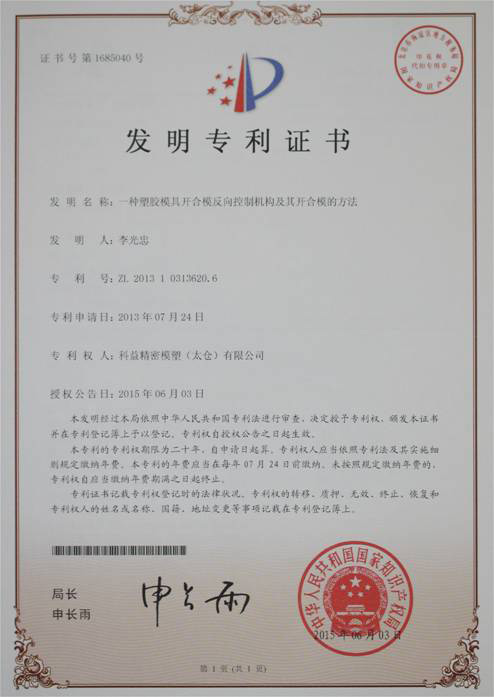 证书号第1685040号
发明专利证书
发明名称：一种塑胶模具开合模反向控制机构及其开合模的方法
发明人：李光忠
专利号：ZL 2013 1 0313620.6
专利申请日：2013年07月24日
专利权人：科益精密模塑（太仓）有限公司
授权公告日：2015年06月03日
本发明经过本局依照中华人民共和国专利法进行审查，决定授予专利权，颁发本证书
并在专利登记簿上予以登记。专利权自授权公告之日起生效。
本专利的专利权期限为二十年，自申请日起算。专利权人应当依照专利法及其实施细
则规定缴纳年费。本专利的年费应当在每年07月24日前缴纳。未按照规定缴纳年费的，
专利权自应当缴纳年费期满之日起终止。
专利证书记载专利权登记时的法律状况。专利权的转移、质押、无效、终止、恢复和
专利权人的姓名或名称、国籍、地址变更等事项记载在专利登记簿上。
局长
申长雨
申长雨
中华人民共和国国家知识产权局
2015年06月03日
第1页（共1页）